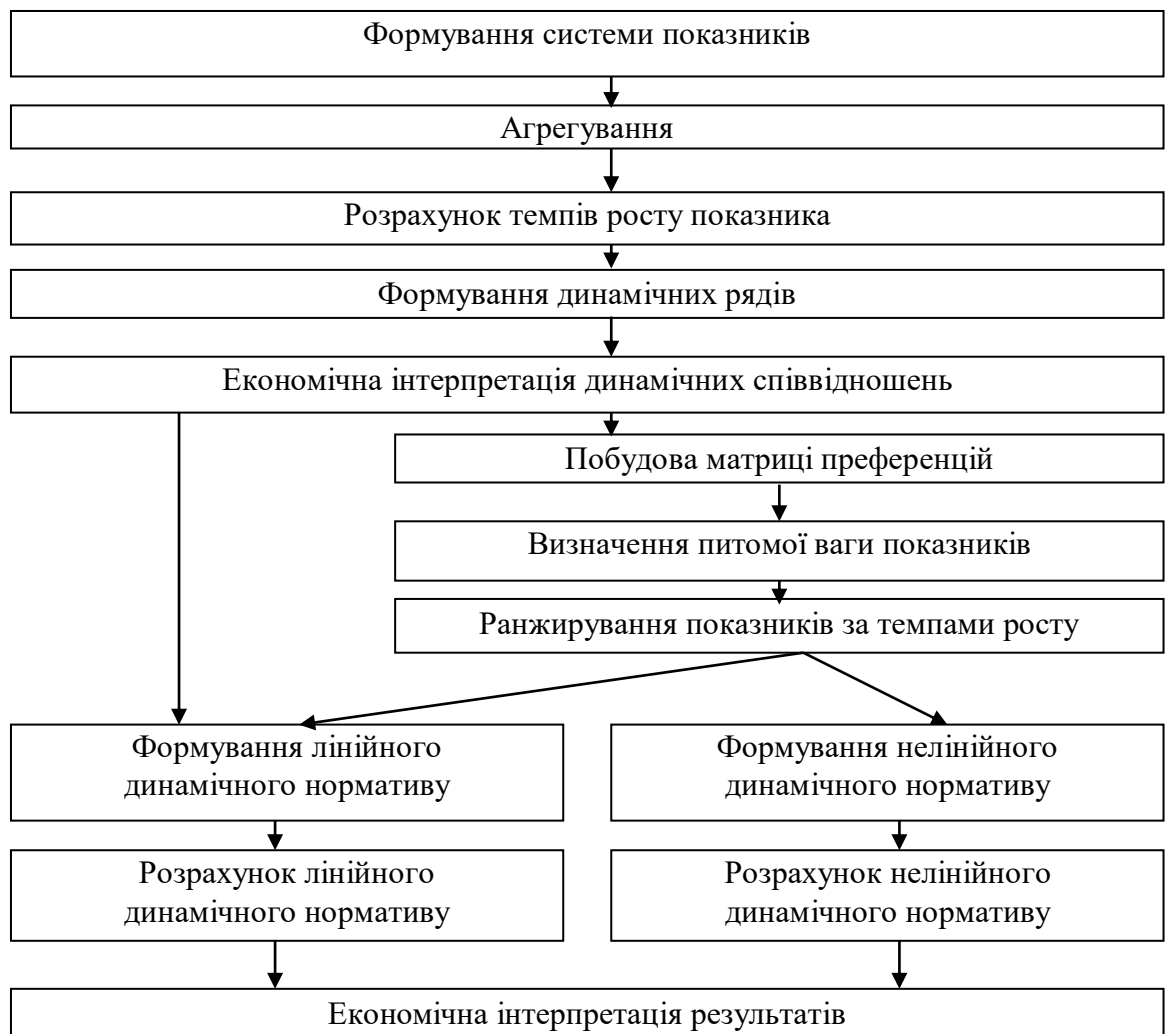 Формування системи показників
Агрегування
Розрахунок темпів росту показника
Формування динамічних рядів
Економічна інтерпретація динамічних співвідношень
Побудова матриці преференцій
Визначення питомої ваги показників
Ранжирування показників за темпами росту
Формування лінійного
динамічного нормативу
Формування нелінійного
динамічного нормативу
Розрахунок лінійного
динамічного нормативу
Розрахунок нелінійного
динамічного нормативу
Економічна інтерпретація результатів